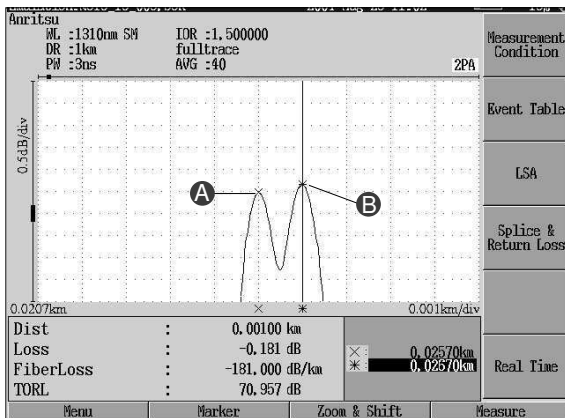 Anritsu
WL :1310nm SM
IOR :1.500000
DR :1km
fulltrace
PW :3ns
AVG :40
2PA
Measurement
Condition
Event Table
LSA
Splice &
Return Loss
Real Time
0.5dB/div
A
B
0.0207km
× *
0.001km/div
Dist : 0.00100 km
Loss : -0.181 dB
FiberLoss : -181.000 dB/km
TORL : 70.957 dB
× : 0.02570km
* : 0.02670km
Menu
Marker
Zoom & Shift
Measure